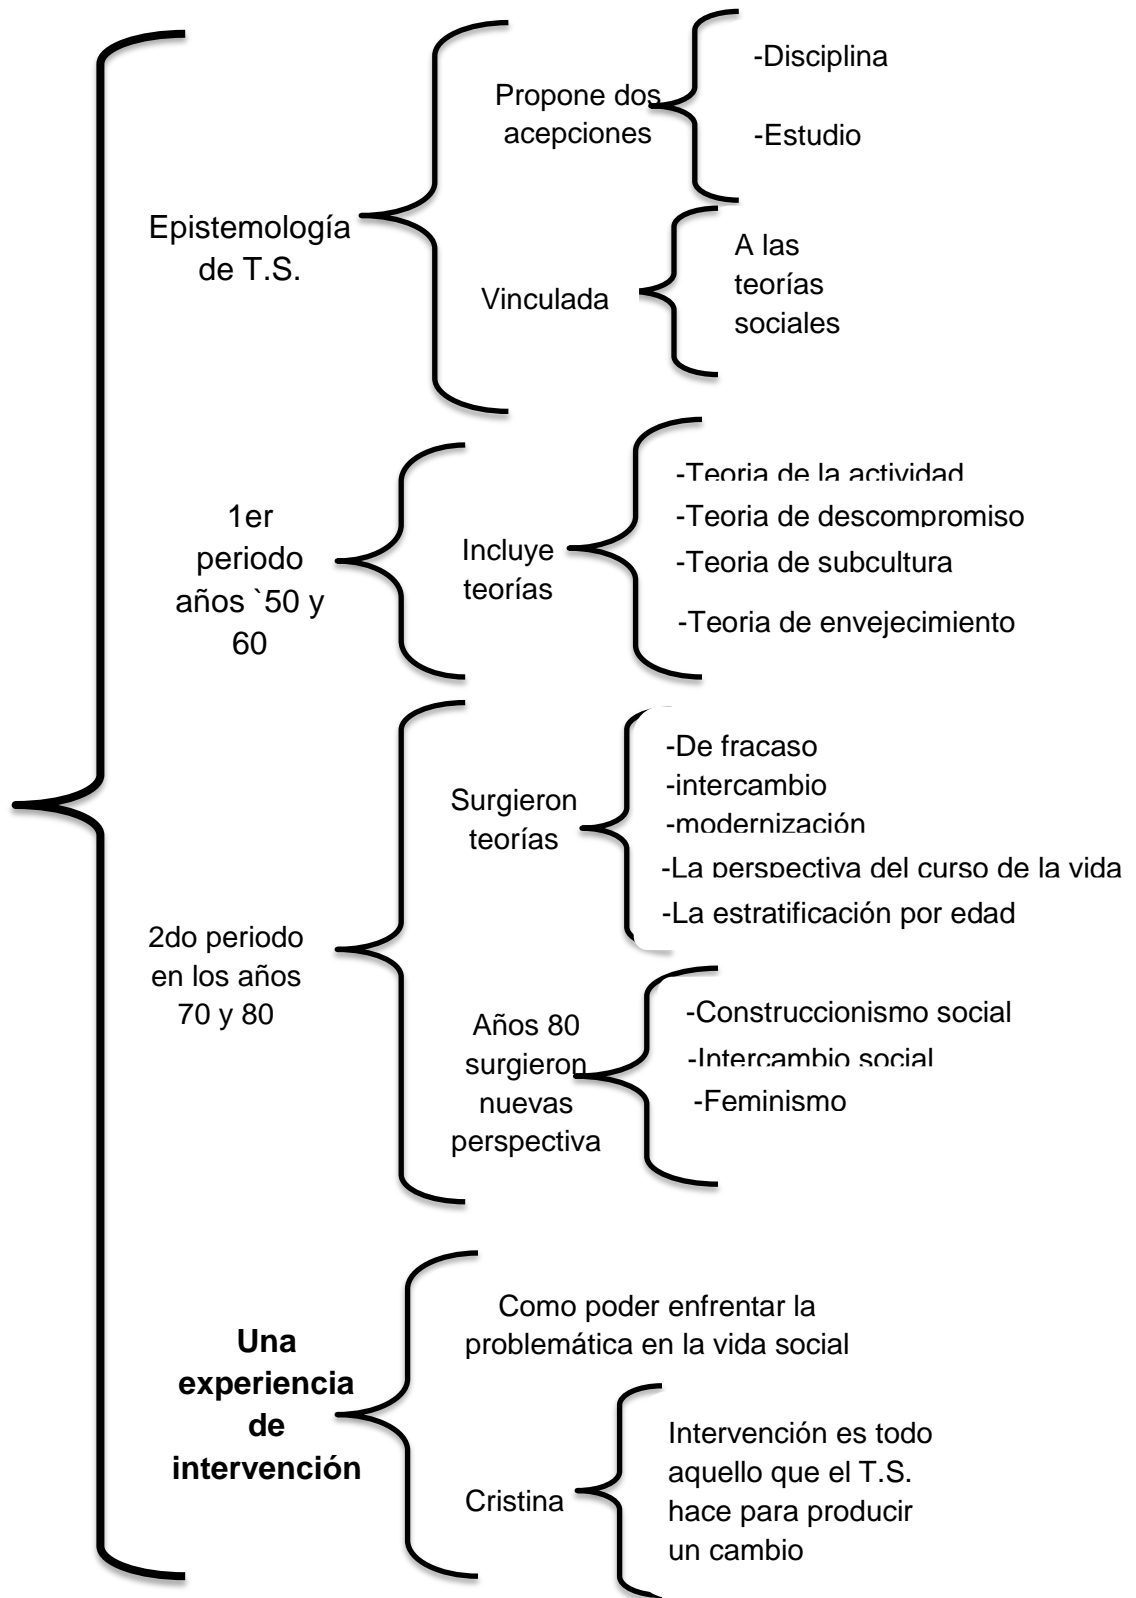 Epistemología
de T.S.
Propone dos
acepciones
-Disciplina
-Estudio
Vinculada
A las
teorías
sociales
1er
periodo
años `50 y
60
Incluye
teorías
-Teoria de la actividad
-Teoria de descompromiso
-Teoria de subcultura
-Teoria de envejecimiento
2do periodo
en los años
70 y 80
Surgieron
teorías
-De fracaso
-intercambio
-modernización
-La perspectiva del curso de la vida
-La estratificación por edad
Años 80
surgieron
nuevas
perspectiva
-Construccionismo social
-Intercambio social
-Feminismo
Una
experiencia
de
intervención
Como poder enfrentar la
problemática en la vida social
Cristina
Intervención es todo
aquello que el T.S.
hace para producir
un cambio